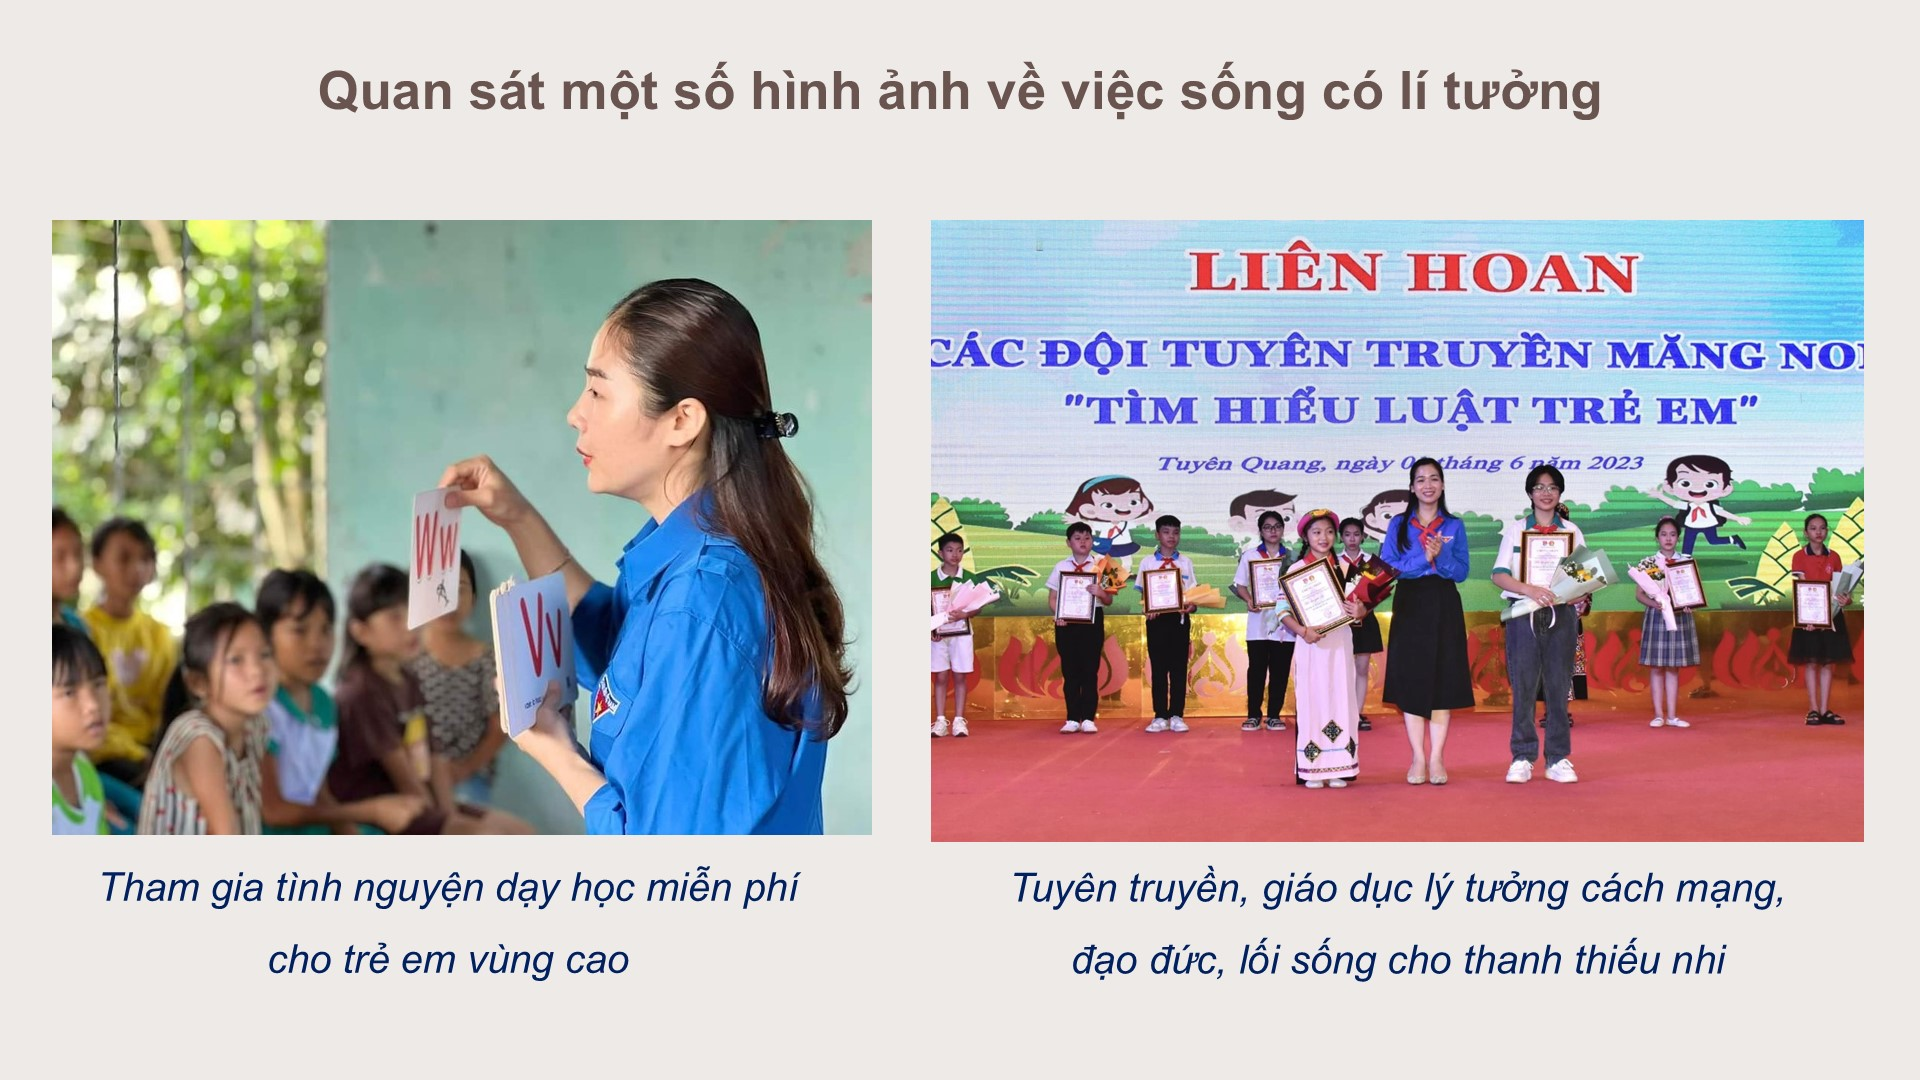 Quan sát một số hình ảnh về việc sống có lí tưởng
Ww
Vv
LIÊN HOAN
CÁC ĐỘI TUYÊN TRUYỀN MĂNG NON
"TÌM HIỂU LUẬT TRẺ EM"
Tuyên Quang, ngày tháng 6 năm 2023
Tham gia tình nguyện dạy học miễn phí
cho trẻ em vùng cao
Tuyên truyền, giáo dục lý tưởng cách mạng,
đạo đức, lối sống cho thanh thiếu nhi